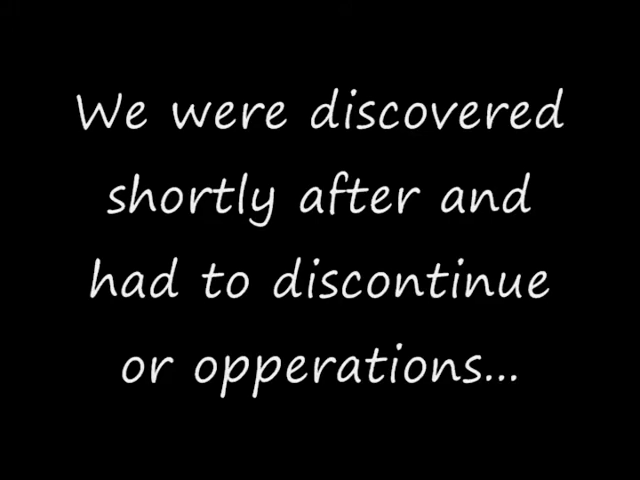 We were discovered
shortly after and
had to discontinue
or opperations...